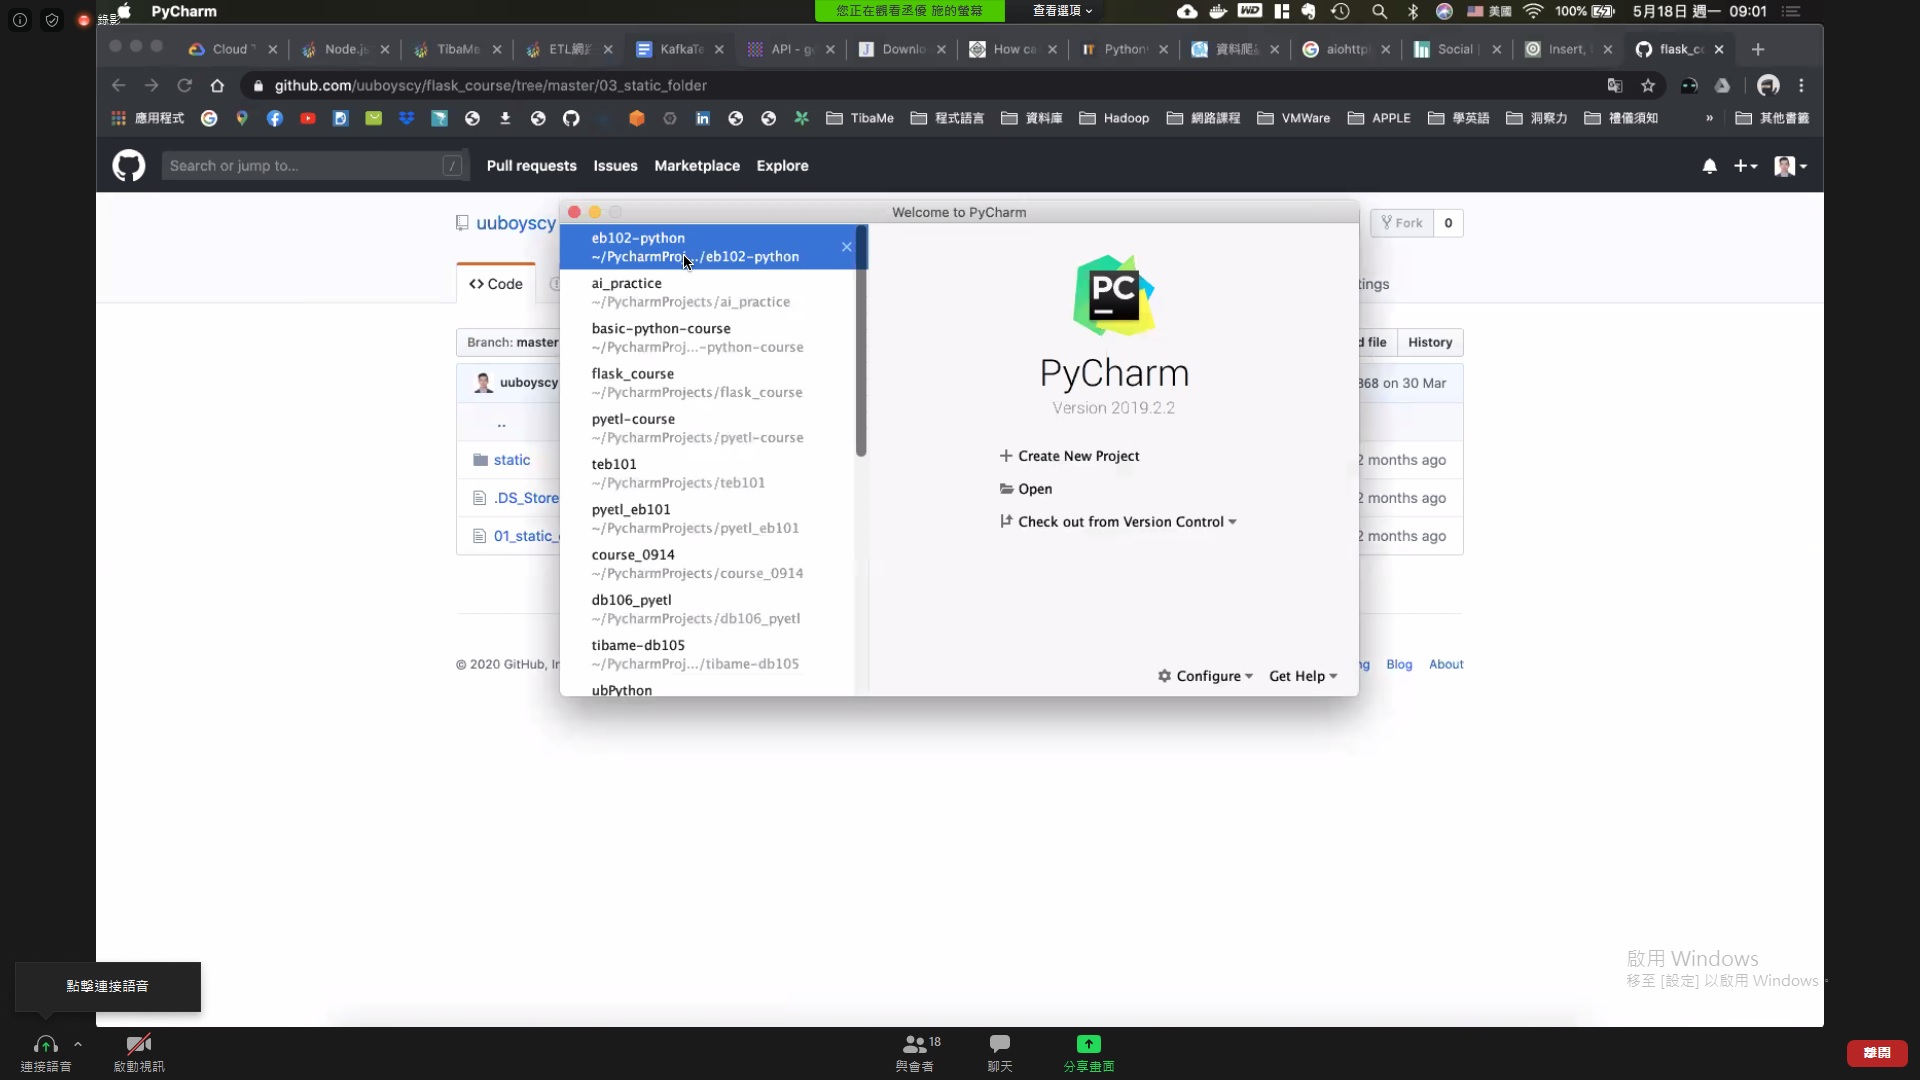 錄影
PyCharm
您正在觀看丞優 施的螢幕
查看選項
美國
100%
5月18日 週一 09:01
Cloud
Node.js
TibaMe
ETL
KafkaTe
API - g
Downlo
How ca
Python
資料爬
aiohttp
Social
Insert,
flask_co
github.com/uuboyscy/flask_course/tree/master/03_static_folder
應用程式
TibaMe
程式語言
資料庫
Hadoop
網路課程
VMWare
APPLE
學英語
洞察力
禮儀須知
»
其他書籤
Search or jump to...
/
Pull requests
Issues
Marketplace
Explore
uuboyscy
Fork
0
<> Code
tings
Branch: master
d file
History
uuboyscy
368 on 30 Mar
..
static
2 months ago
.DS_Store
2 months ago
01_static_
2 months ago
© 2020 GitHub, In
ng
Blog
About
Welcome to PyCharm
eb102-python
~/PycharmProj.../eb102-python
ai_practice
~/PycharmProjects/ai_practice
basic-python-course
~/PycharmProj...-python-course
flask_course
~/PycharmProjects/flask_course
pyetl-course
~/PycharmProjects/pyetl-course
teb101
~/PycharmProjects/teb101
pyetl_eb101
~/PycharmProjects/pyetl_eb101
course_0914
~/PycharmProjects/course_0914
db106_pyetl
~/PycharmProjects/db106_pyetl
tibame-db105
~/PycharmProj.../tibame-db105
ubPython
PC
PyCharm
Version 2019.2.2
Create New Project
Open
Check out from Version Control
Configure
Get Help
啟用 Windows
移至 [設定] 以啟用 Windows。
點擊連接語音
連接語音
啟動視訊
18
與會者
聊天
分享畫面
離開